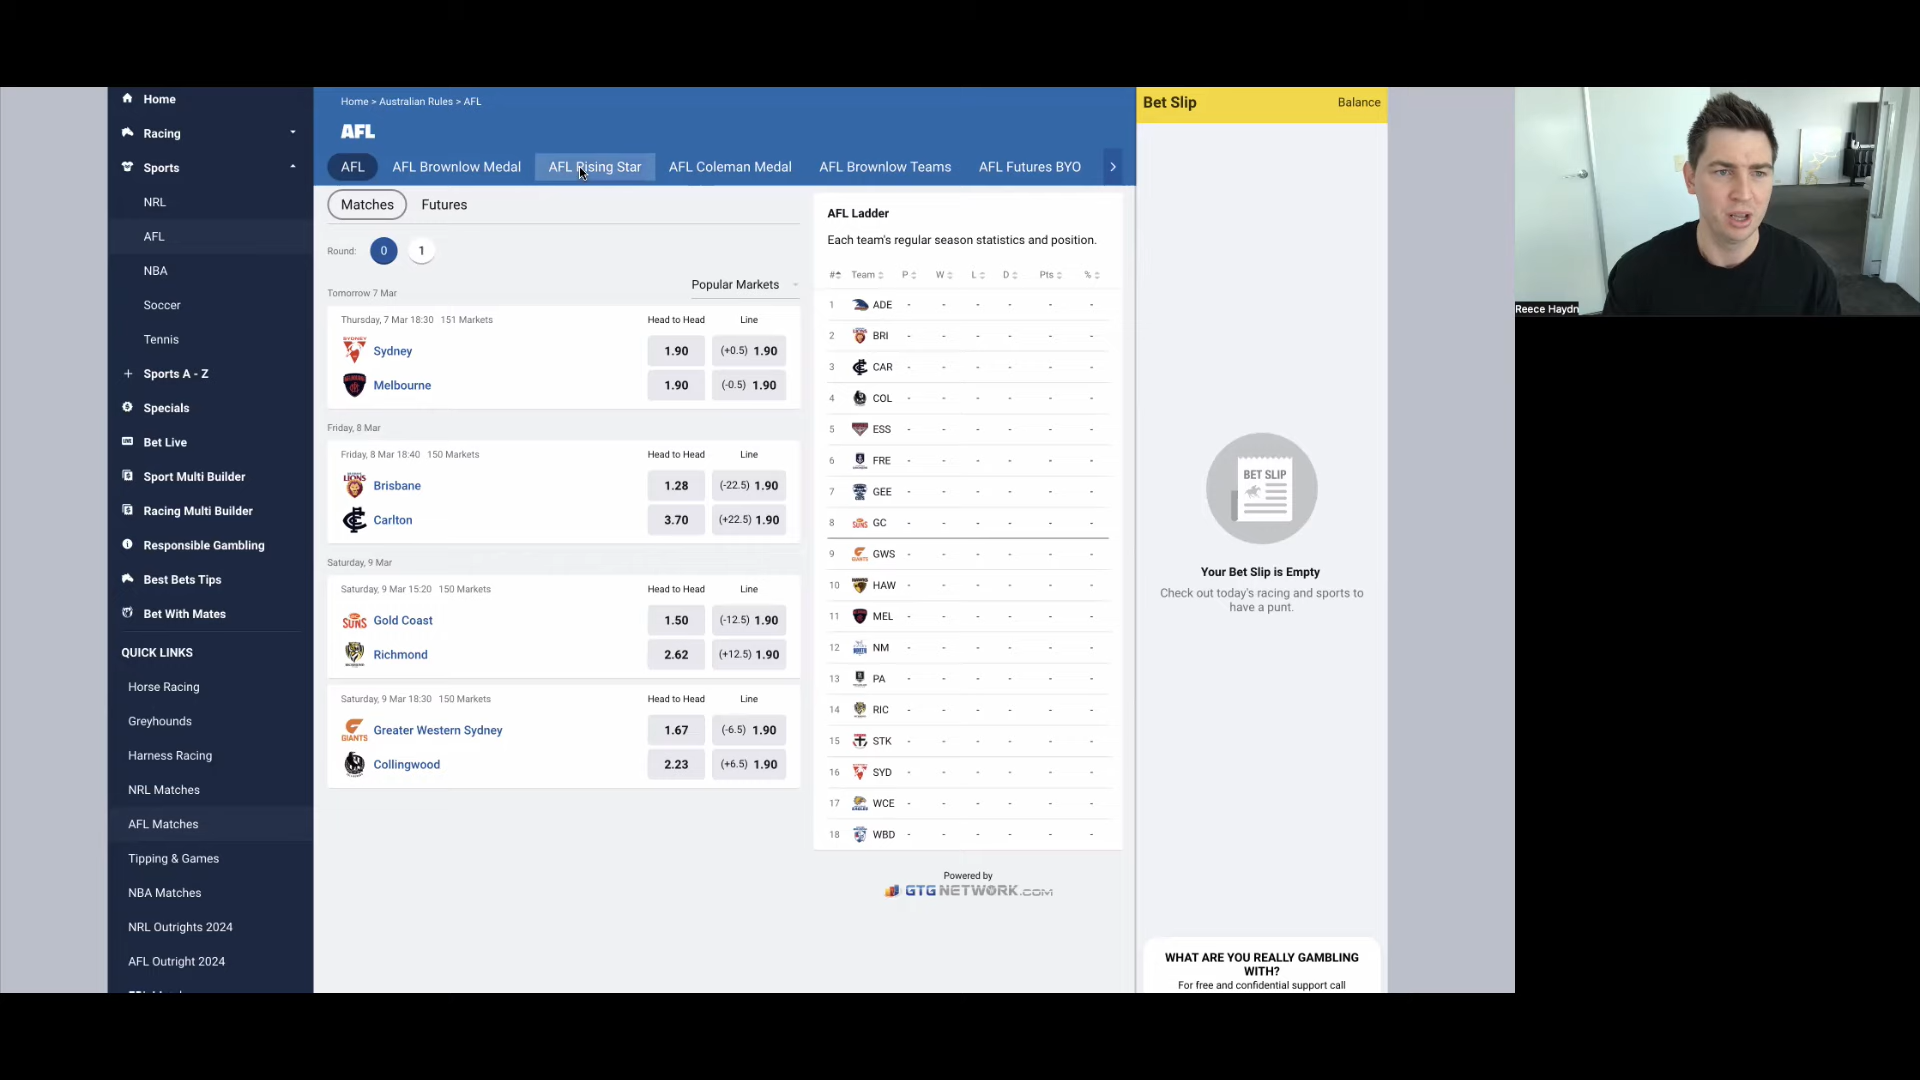 Home
Racing
Sports
NRL
AFL
NBA
Soccer
Tennis
Sports A - Z
Specials
Bet Live
Sport Multi Builder
Racing Multi Builder
Responsible Gambling
Best Bets Tips
Bet With Mates
QUICK LINKS
Horse Racing
Greyhounds
Harness Racing
NRL Matches
AFL Matches
Tipping & Games
NBA Matches
NRL Outrights 2024
AFL Outright 2024
Home > Australian Rules > AFL
AFL
AFL AFL Brownlow Medal AFL Rising Star AFL Coleman Medal AFL Brownlow Teams AFL Futures BYO
Matches Futures
Round: 0 1
Popular Markets
Tomorrow 7 Mar
Thursday, 7 Mar 18:30 151 Markets Head to Head Line
Sydney 1.90 (+0.5) 1.90
Melbourne 1.90 (-0.5) 1.90
Friday, 8 Mar
Friday, 8 Mar 18:40 150 Markets Head to Head Line
Brisbane 1.28 (-22.5) 1.90
Carlton 3.70 (+22.5) 1.90
Saturday, 9 Mar
Saturday, 9 Mar 15:20 150 Markets Head to Head Line
Gold Coast 1.50 (-12.5) 1.90
Richmond 2.62 (+12.5) 1.90
Saturday, 9 Mar 18:30 150 Markets Head to Head Line
Greater Western Sydney 1.67 (-6.5) 1.90
Collingwood 2.23 (+6.5) 1.90
AFL Ladder
Each team's regular season statistics and position.
# Team P W L D Pts %
1 ADE - - - - - -
2 BRI - - - - - -
3 CAR - - - - - -
4 COL - - - - - -
5 ESS - - - - - -
6 FRE - - - - - -
7 GEE - - - - - -
8 GC - - - - - -
9 GWS - - - - - -
10 HAW - - - - - -
11 MEL - - - - - -
12 NM - - - - - -
13 PA - - - - - -
14 RIC - - - - - -
15 STK - - - - - -
16 SYD - - - - - -
17 WCE - - - - - -
18 WBD - - - - - -
Powered by
GTGNETWORK.COM
Bet Slip Balance
BET SLIP
Your Bet Slip is Empty
Check out today's racing and sports to
have a punt.
WHAT ARE YOU REALLY GAMBLING
WITH?
For free and confidential support call
Reece Haydn